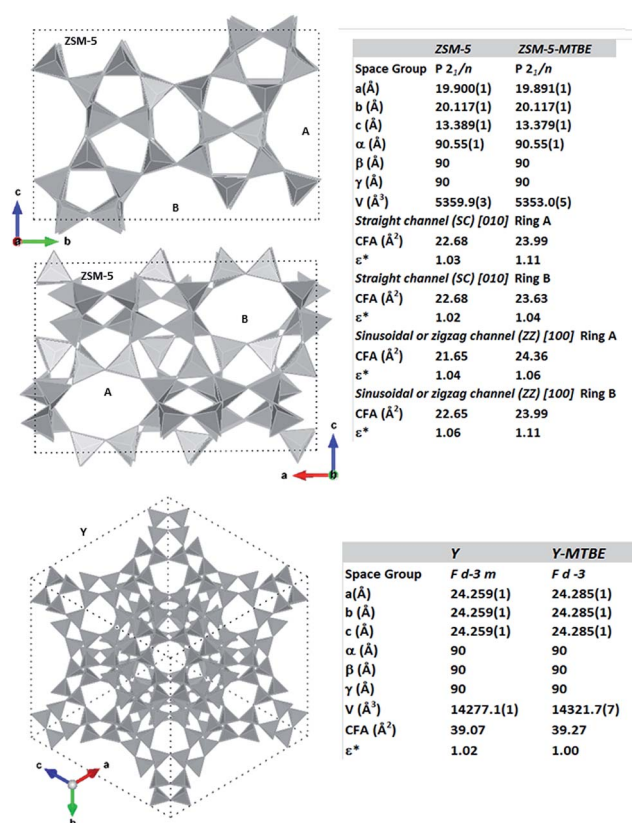 ZSM-5
A
B
c
a
b
ZSM-5
B
A
c
a
b
ZSM-5 ZSM-5-MTBE
Space Group P 2₁/n P 2₁/n
a(Å) 19.900(1) 19.891(1)
b (Å) 20.117(1) 20.117(1)
c (Å) 13.389(1) 13.379(1)
α (Å) 90.55(1) 90.55(1)
β (Å) 90 90
γ (Å) 90 90
V (Å³) 5359.9(3) 5353.0(5)
Straight channel (SC) [010] Ring A
CFA (Å²) 22.68 23.99
ε* 1.03 1.11
Straight channel (SC) [010] Ring B
CFA (Å²) 22.68 23.63
ε* 1.02 1.04
Sinusoidal or zigzag channel (ZZ) [100] Ring A
CFA (Å²) 21.65 24.36
ε* 1.04 1.06
Sinusoidal or zigzag channel (ZZ) [100] Ring B
CFA (Å²) 22.65 23.99
ε* 1.06 1.11
Y
c
a
b
Y Y-MTBE
Space Group F d-3 m F d -3
a(Å) 24.259(1) 24.285(1)
b (Å) 24.259(1) 24.285(1)
c (Å) 24.259(1) 24.285(1)
α (Å) 90 90
β (Å) 90 90
γ (Å) 90 90
V (Å³) 14277.1(1) 14321.7(7)
CFA (Å²) 39.07 39.27
ε* 1.02 1.00